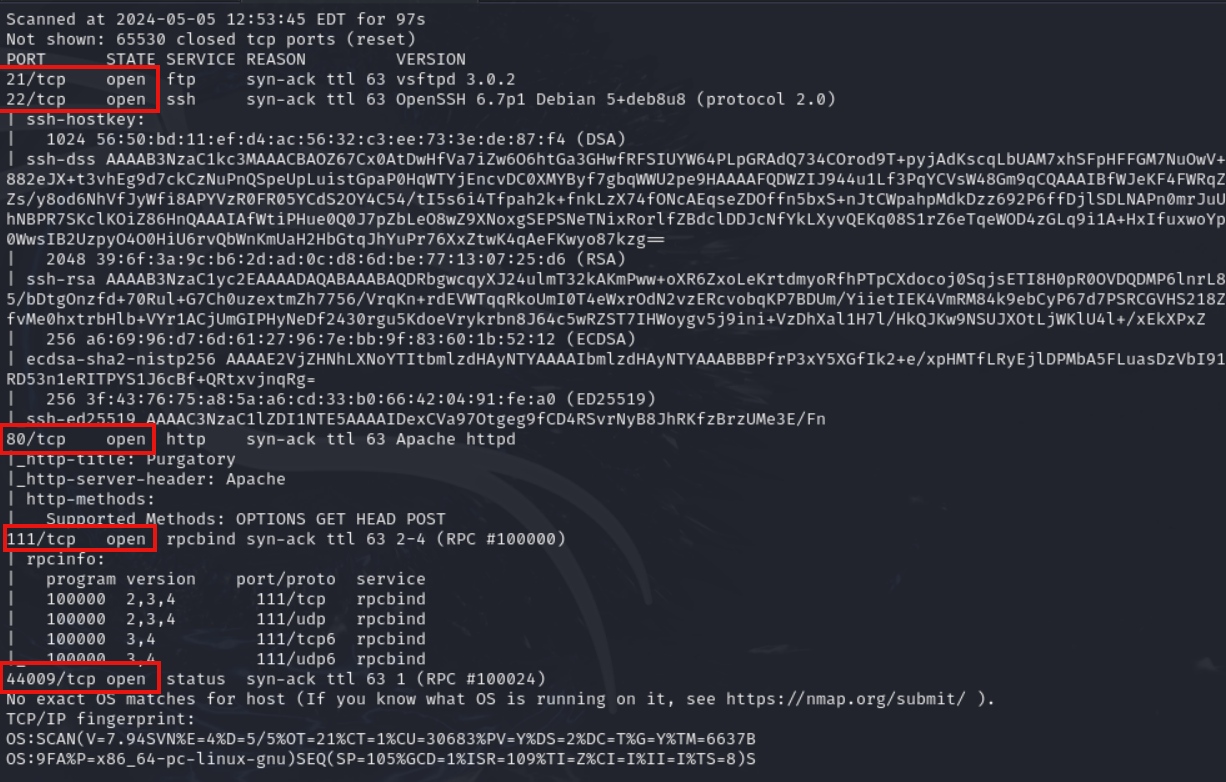 Scanned at 2024-05-05 12:53:45 EDT for 97s
Not shown: 65530 closed tcp ports (reset)
PORT STATE SERVICE REASON VERSION
21/tcp open ftp syn-ack ttl 63 vsftpd 3.0.2
22/tcp open ssh syn-ack ttl 63 OpenSSH 6.7p1 Debian 5+deb8u8 (protocol 2.0)
| ssh-hostkey:
| 1024 56:50:bd:11:ef:d4:ac:56:32:c3:ee:73:3e:de:87:f4 (DSA)
| ssh-dss AAAAB3NzaC1kc3MAAACBAOZ67Cx0AtDwHfVa7iZw6O6htGa3GHwfRFSIUYW64PLpGRAdQ734COrod9T+pyjAdKscqLbUAM7xhSFpHFFGM7NuOwV+
882eJX+t3vhEg9d7ckCzNuPnQSpeUpLuistGpaP0HqWTYjEncvDC0XMYByf7gbqWWU2pe9HAAAAFQDWZIJ944u1Lf3PqYCVsW48Gm9qCQAAAIBfWJeKF4FWRqZ
Zs/y8od6NhVfJyWfi8APYVzR0FR05YCdS2OY4C54/tI5s6i4Tfpah2k+fnkLzX74fONcAEqseZDOffn5bxS+nJtCWpahpMdkDzz692P6ffDjlSDLNAPn0mrJuU
hNBPR7SKclKOiZ86HnQAAAIAfWtiPHue0Q0J7pZbLeO8wZ9XNoxgSEPSNeTNixRorlfZBdclDDJcNfYkLXyvQEKq08S1rZ6eTqeWOD4zGLq9i1A+HxIfuxwoYp
0WwsIB2UzpyO4O0HiU6rvQbWnKmUaH2HbGtqJhYuPr76XxZtwK4qAeFKwyo87kzg==
| 2048 39:6f:3a:9c:b6:2d:ad:0c:d8:6d:be:77:13:07:25:d6 (RSA)
| ssh-rsa AAAAB3NzaC1yc2EAAAADAQABAAABAQDRbgwcqyXJ24ulmT32kAKmPww+oXR6ZxoLeKrtdmyoRfhPTpCXdocoj0SqjsETI8H0pR0OVDQDMP6lnrL8
5/bDtgOnzfd+70Rul+G7Ch0uzextmZh7756/VrqKn+rdEVWTqqRkoUmI0T4eWxrOdN2vzERcvobqKP7BDUm/YiietIEK4VmRM84k9ebCyP67d7PSRCGVHS218Z
fvMe0hxtrbHlb+VYr1ACjUmGIPHyNeDf2430rgu5KdoeVrykrbn8J64c5wRZST7IHWoygv5j9ini+VzDhXal1H7l/HkQJKw9NSUJXOtLjWKlU4l+/xEkXPxZ
| 256 a6:69:96:d7:6d:61:27:96:7e:bb:9f:83:60:1b:52:12 (ECDSA)
| ecdsa-sha2-nistp256 AAAAE2VjZHNhLXNoYTItbmlzdHAyNTYAAAAIbmlzdHAyNTYAAABBBPfrP3xY5XGfIk2+e/xpHMTfLRyEjlDPMbA5FLuasDzVbI91
RD53n1eRITPYS1J6cBf+QRtxvjnqRg=
| 256 3f:43:76:75:a8:5a:a6:cd:33:b0:66:42:04:91:fe:a0 (ED25519)
| ssh-ed25519 AAAAC3NzaC1lZDI1NTE5AAAAIDexCVa97Otgeg9fCD4RSvrNyB8JhRKfzBrzUMe3E/Fn
80/tcp open http syn-ack ttl 63 Apache httpd
|_http-title: Purgatory
|_http-server-header: Apache
| http-methods:
| Supported Methods: OPTIONS GET HEAD POST
111/tcp open rpcbind syn-ack ttl 63 2-4 (RPC #100000)
| rpcinfo:
| program version port/proto service
| 100000 2,3,4 111/tcp rpcbind
| 100000 2,3,4 111/udp rpcbind
| 100000 3,4 111/tcp6 rpcbind
|_ 100000 3,4 111/udp6 rpcbind
44009/tcp open status syn-ack ttl 63 1 (RPC #100024)
No exact OS matches for host (If you know what OS is running on it, see https://nmap.org/submit/ ).
TCP/IP fingerprint:
OS:SCAN(V=7.94SVN%E=4%D=5/5%OT=21%CT=1%CU=30683%PV=Y%DS=2%DC=T%G=Y%TM=6637B
OS:9FA%P=x86_64-pc-linux-gnu)SEQ(SP=105%GCD=1%ISR=109%TI=Z%CI=I%II=I%TS=8)S